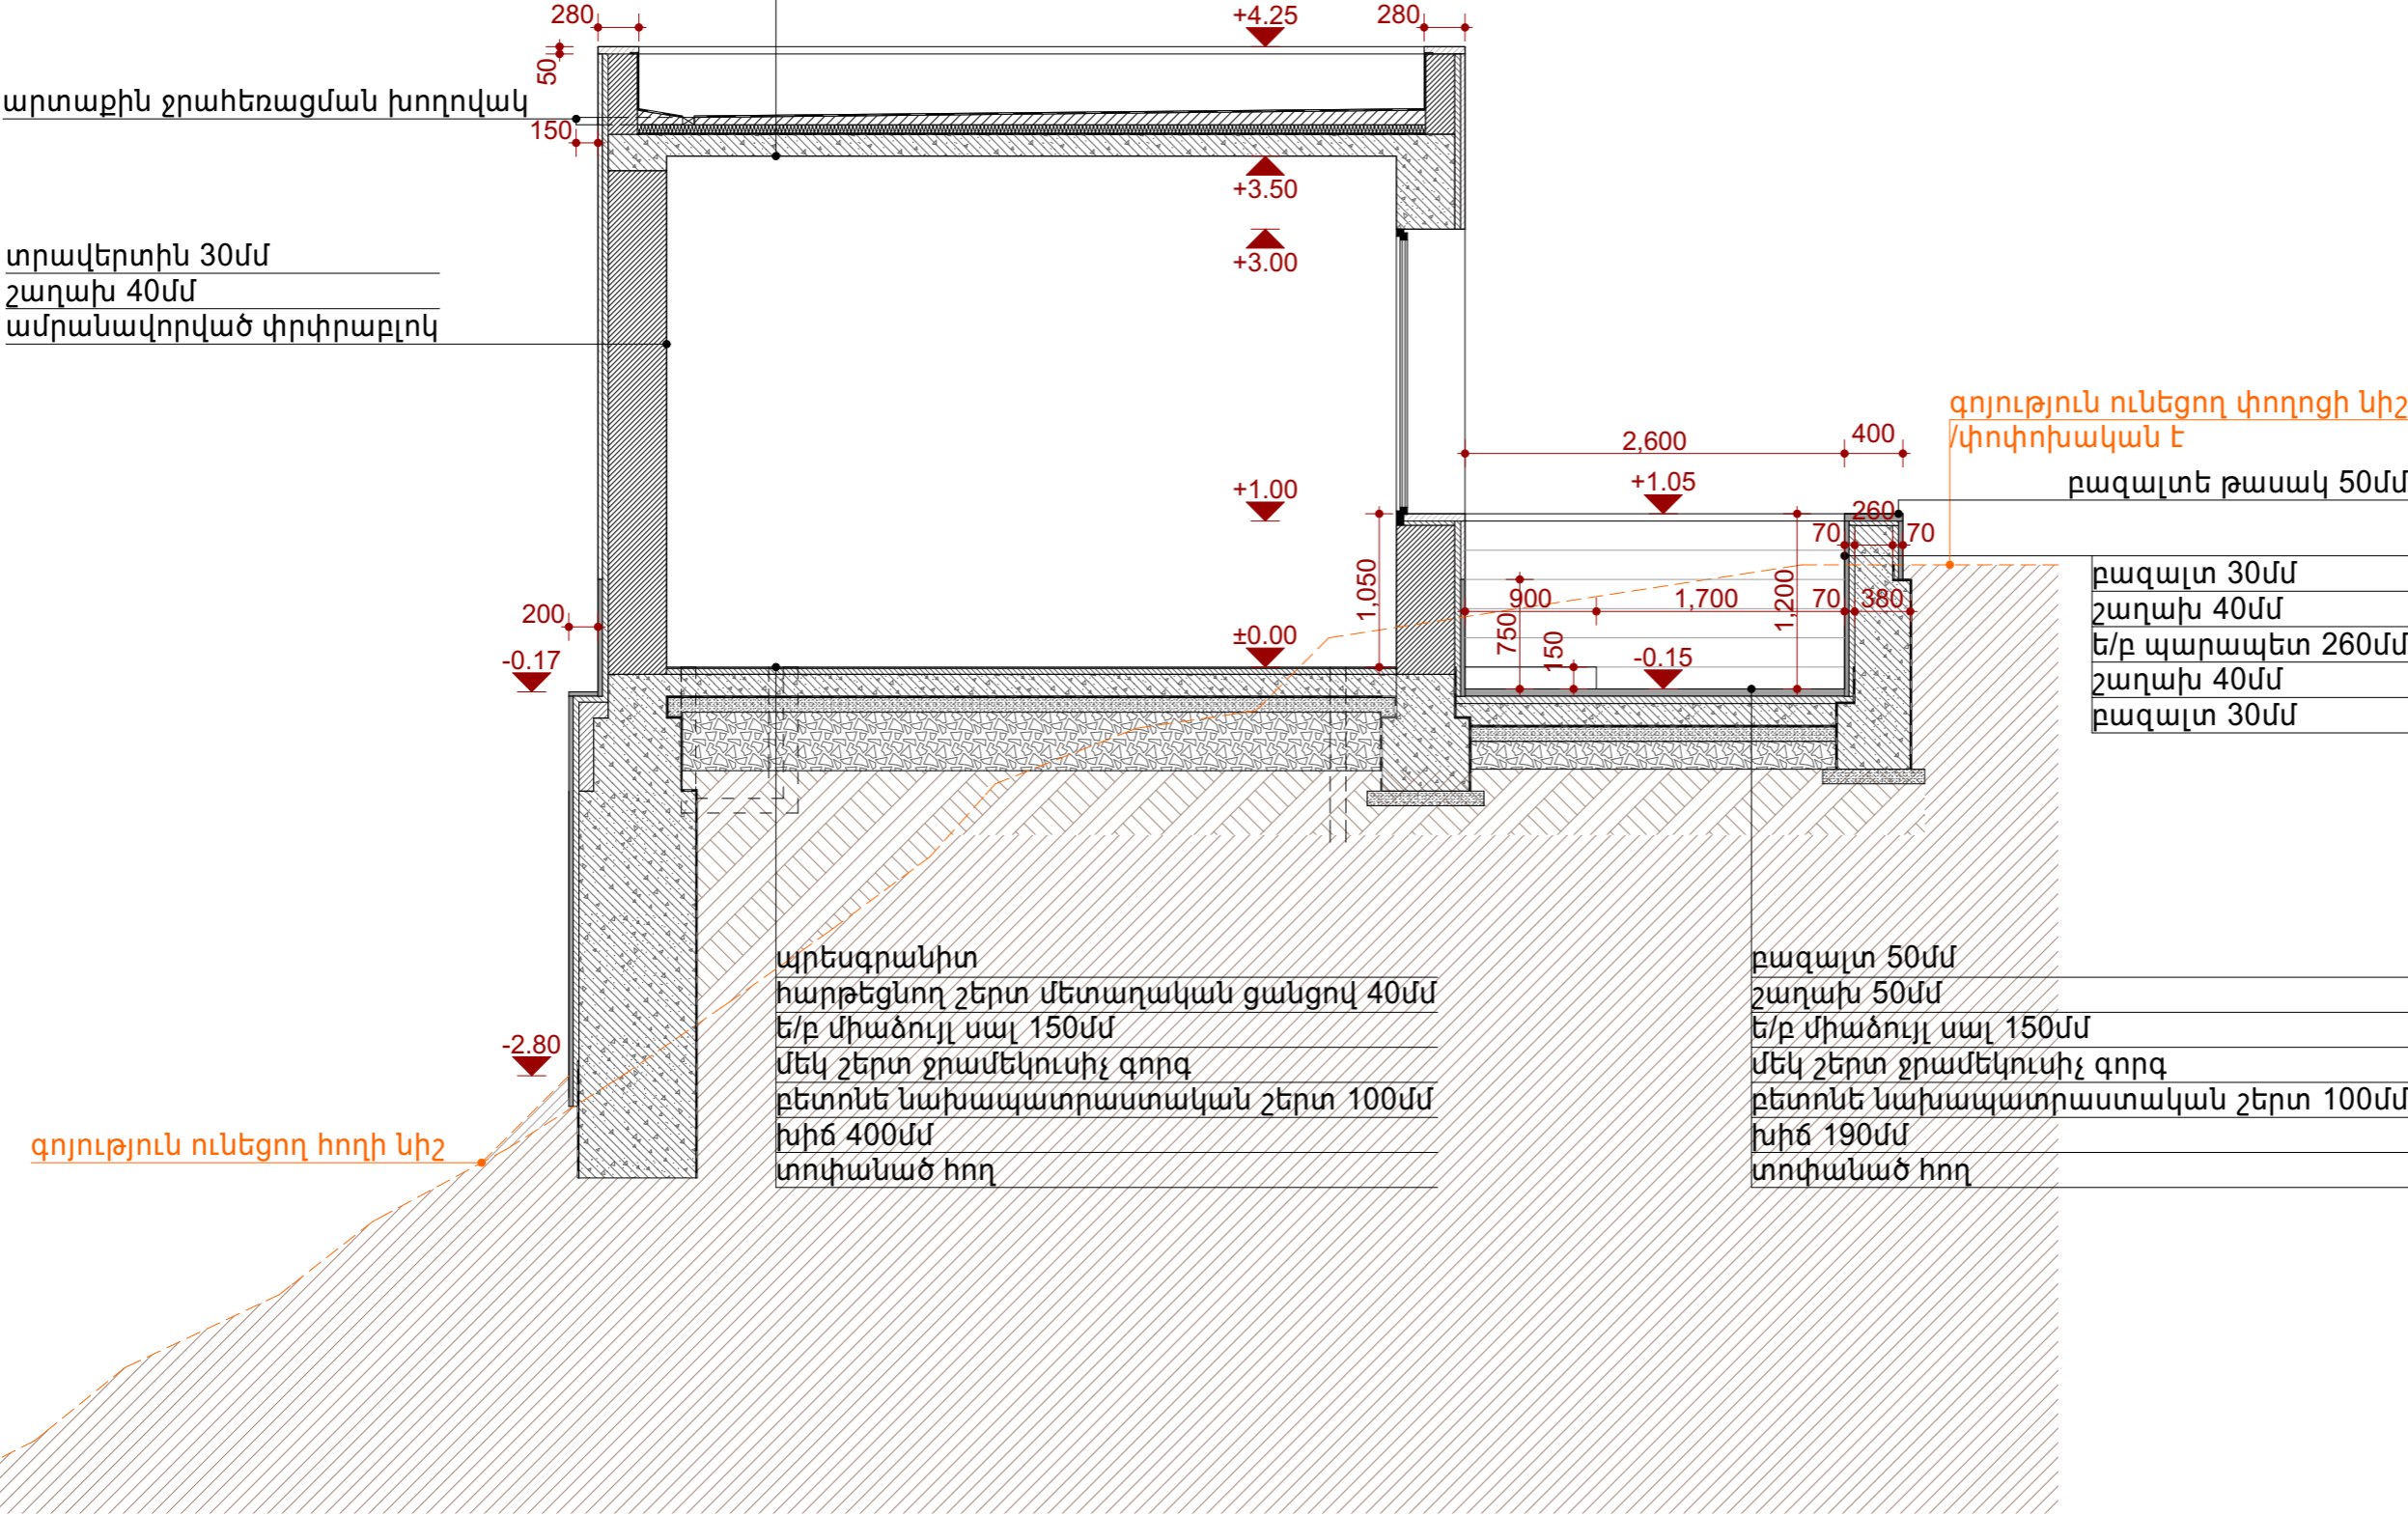 280
+4.25
280
50
արտաքին ջրահեռացման խողովակ
150
+3.50
տրավերտին 30մմ
շաղախ 40մմ
ամրանավորված փրփրաբլոկ
+3.00
գոյություն ունեցող փողոցի նիշ
/փոփոխական է
2,600
400
+1.00
+1.05
բազալտե թասակ 50մմ
260
70
70
1,050
բազալտ 30մմ
շաղախ 40մմ
ե/բ պարապետ 260մմ
շաղախ 40մմ
բազալտ 30մմ
900
1,700
1,200
70
380
200
±0.00
750
150
-0.17
-0.15
պրեսգրանիտ
հարթեցնող շերտ մետաղական ցանցով 40մմ
ե/բ միաձույլ սալ 150մմ
մեկ շերտ ջրամեկուսիչ գորգ
բետոնե նախապատրաստական շերտ 100մմ
խիճ 400մմ
տոփանած հող
բազալտ 50մմ
շաղախ 50մմ
ե/բ միաձույլ սալ 150մմ
մեկ շերտ ջրամեկուսիչ գորգ
բետոնե նախապատրաստական շերտ 100մմ
խիճ 190մմ
տոփանած հող
-2.80
գոյություն ունեցող հողի նիշ